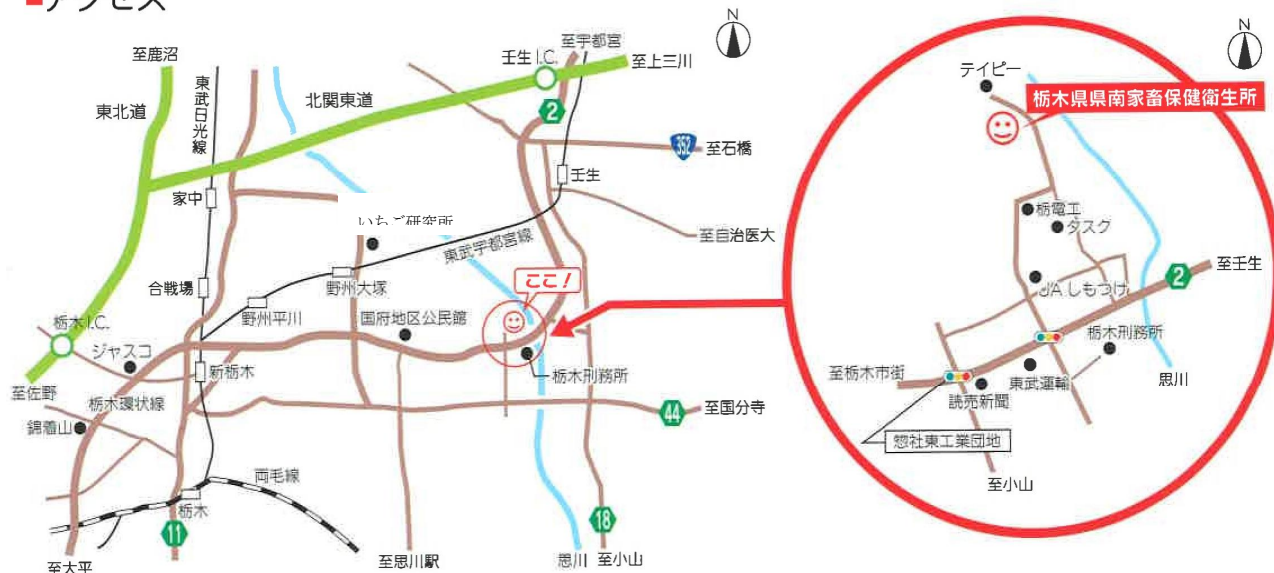 ■アクセス
N
至鹿沼
東北道
東武日光線
北関東道
壬生I.C.
至宇都宮
至上三川
2
352
至石橋
壬生
家中
いちご研究所
東武宇都宮線
至自治医大
合戦場
野州大塚
野州平川
国府地区公民館
ここ!
栃木I.C.
ジャスコ
新栃木
栃木刑務所
至佐野
栃木環状線
錦着山
44
至国分寺
両毛線
栃木
11
18
至大平
至思川駅
思川
至小山
N
テイピー
栃木県県南家畜保健衛生所
栃電工
タスク
JA.しもつけ
2
至壬生
栃木刑務所
至栃木市街
東武運輸
読売新聞
思川
惣社東工業団地
至小山